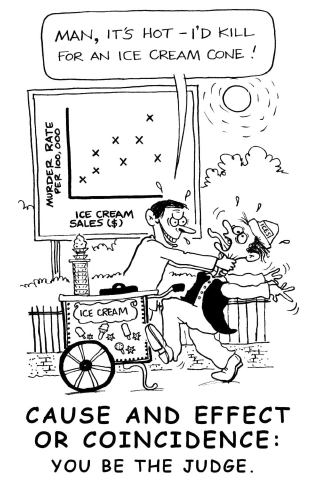 MAN, IT'S HOT - I'D KILL
FOR AN ICE CREAM CONE!
MURDER RATE
PER 100,000
ICE CREAM
SALES ($)
ICE CREAM
CAUSE AND EFFECT
OR COINCIDENCE:
YOU BE THE JUDGE.